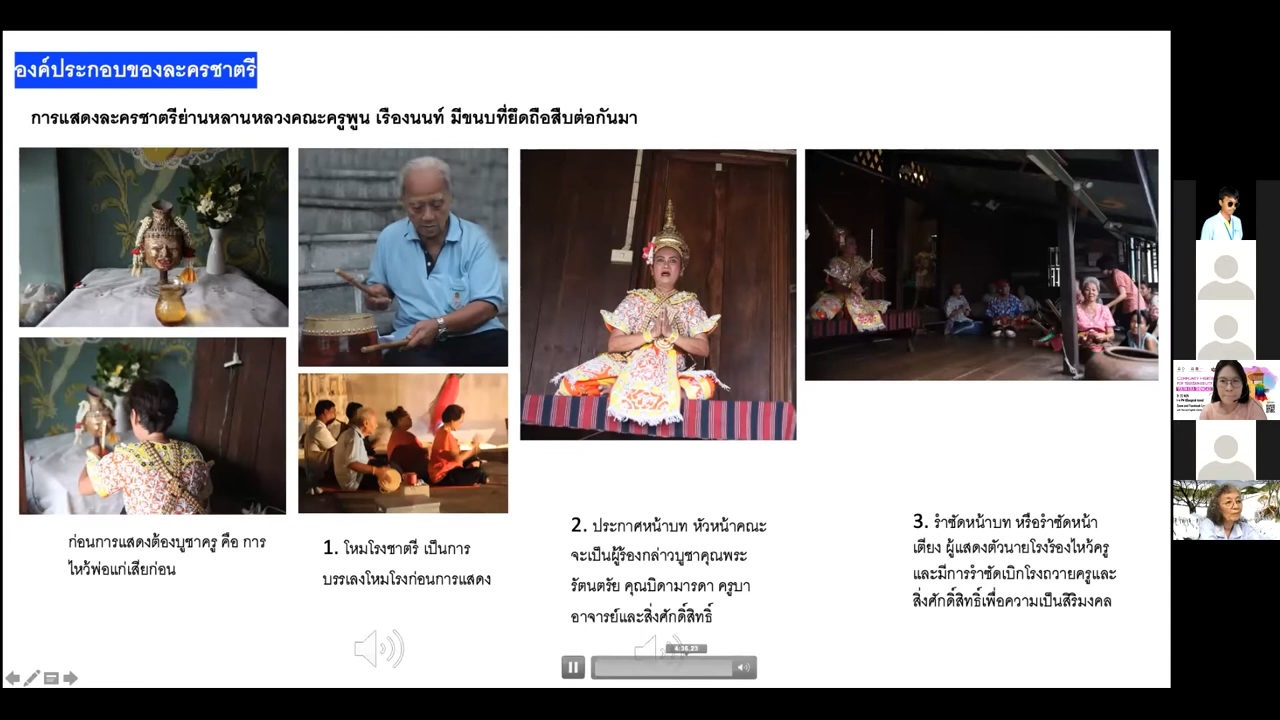 องค์ประกอบของละครชาตรี
การแสดงละครชาตรีย่านหลานหลวงคณะครูพูน เรืองนนท์ มีขนบที่ยึดถือสืบต่อกันมา
ก่อนการแสดงต้องบูชาครู คือ การ
ไหว้พ่อแก่เสียก่อน
1. โหมโรงชาตรี เป็นการ
บรรเลงโหมโรงก่อนการแสดง
2. ประกาศหน้าบท หัวหน้าคณะ
จะเป็นผู้ร้องกล่าวบูชาคุณพระ
รัตนตรัย คุณบิดามารดา ครูบา
อาจารย์และสิ่งศักดิ์สิทธิ์
3. รำซัดหน้าบท หรือรำซัดหน้า
เตียง ผู้แสดงตัวนายโรงร้องไหว้ครู
และมีการรำซัดเบิกโรงถวายครูและ
สิ่งศักดิ์สิทธิ์เพื่อความเป็นสิริมงคล
4:36.23